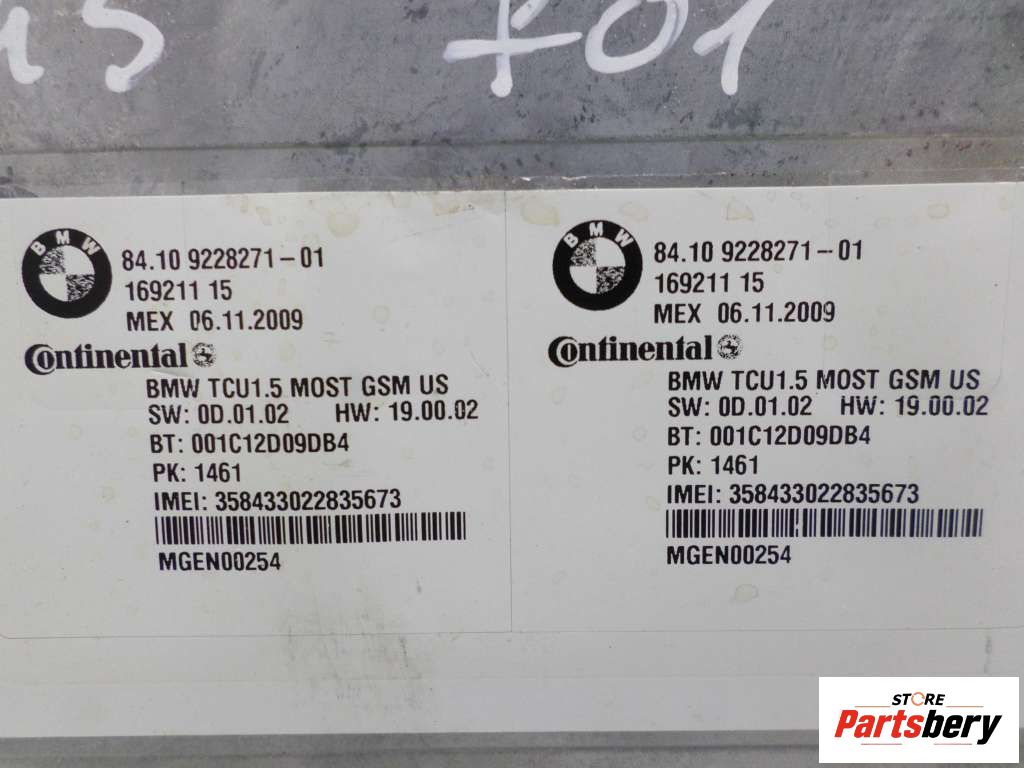 F01
BMW
84.10 9228271-01
169211 15
MEX 06.11.2009
Continental
BMW TCU1.5 MOST GSM US
SW: 0D.01.02 HW: 19.00.02
BT: 001C12D09DB4
PK: 1461
IMEI: 358433022835673
MGEN00254
BMW
84.10 9228271-01
169211 15
MEX 06.11.2009
Continental
BMW TCU1.5 MOST GSM US
SW: 0D.01.02 HW: 19.00.02
BT: 001C12D09DB4
PK: 1461
IMEI: 358433022835673
MGEN00254
STORE
Partsbery